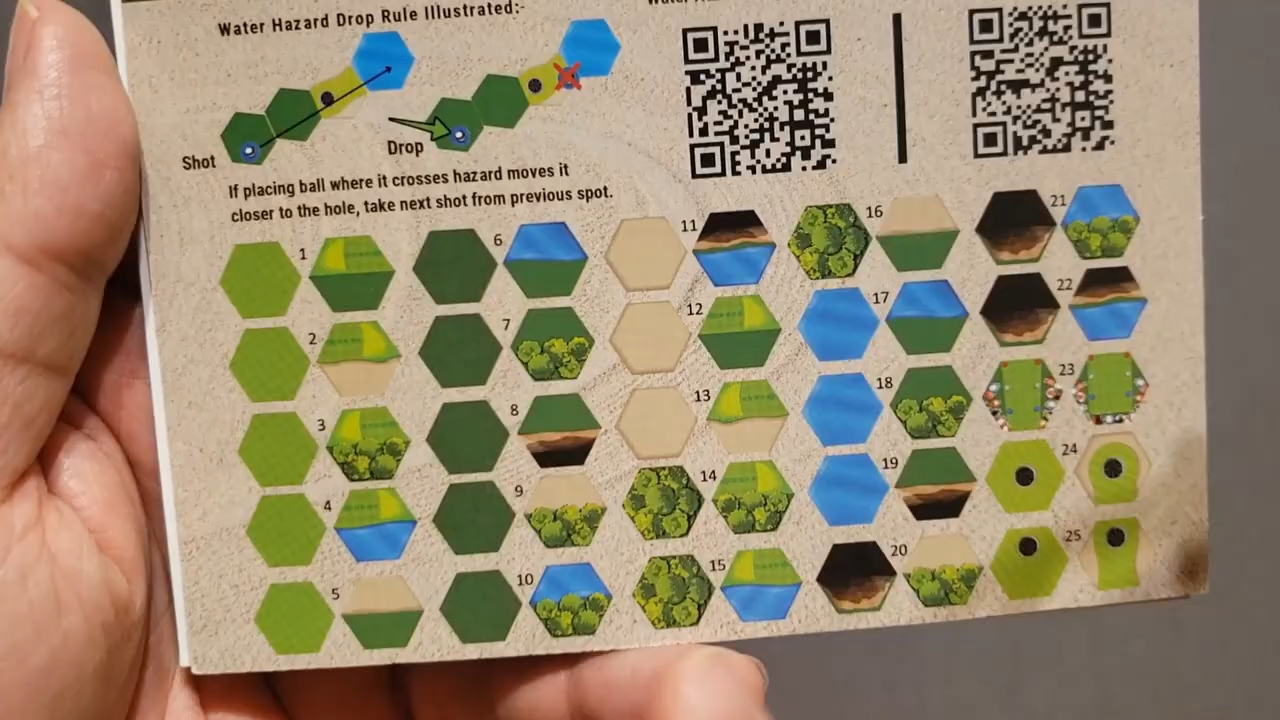 Water Hazard Drop Rule Illustrated:-
Shot
Drop
If placing ball where it crosses hazard moves it
closer to the hole, take next shot from previous spot.
1 6 11 16 21
2 7 12 17 22
3 8 13 18 23
4 9 14 19 24
5 10 15 20 25